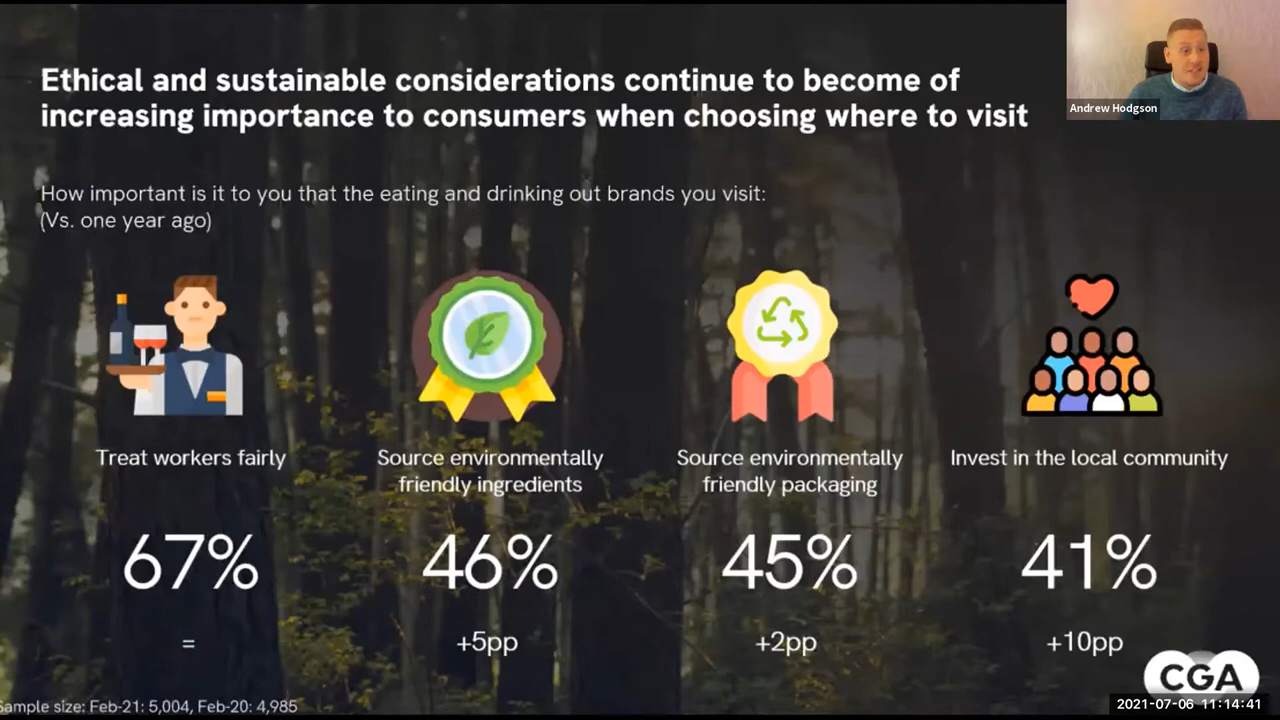 Ethical and sustainable considerations continue to become of
increasing importance to consumers when choosing where to visit
Andrew Hodgson
How important is it to you that the eating and drinking out brands you visit:
(Vs. one year ago)
Treat workers fairly
67%
=
Source environmentally
friendly ingredients
46%
+5pp
Source environmentally
friendly packaging
45%
+2pp
Invest in the local community
41%
+10pp
Sample size: Feb-21: 5,004, Feb-20: 4,985
CGA
2021-07-06 11:14:41